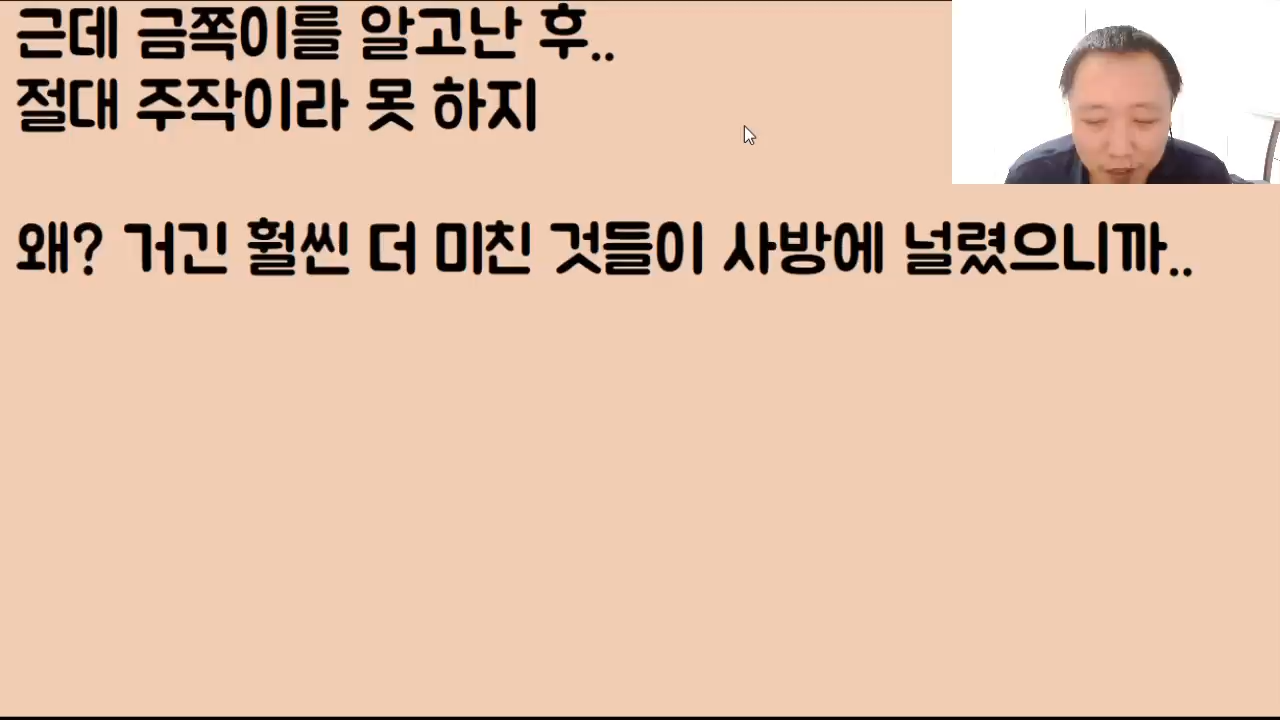 근데 금쪽이를 알고난 후..
절대 주작이라 못 하지
왜? 거긴 훨씬 더 미친 것들이 사방에 널렸으니까..